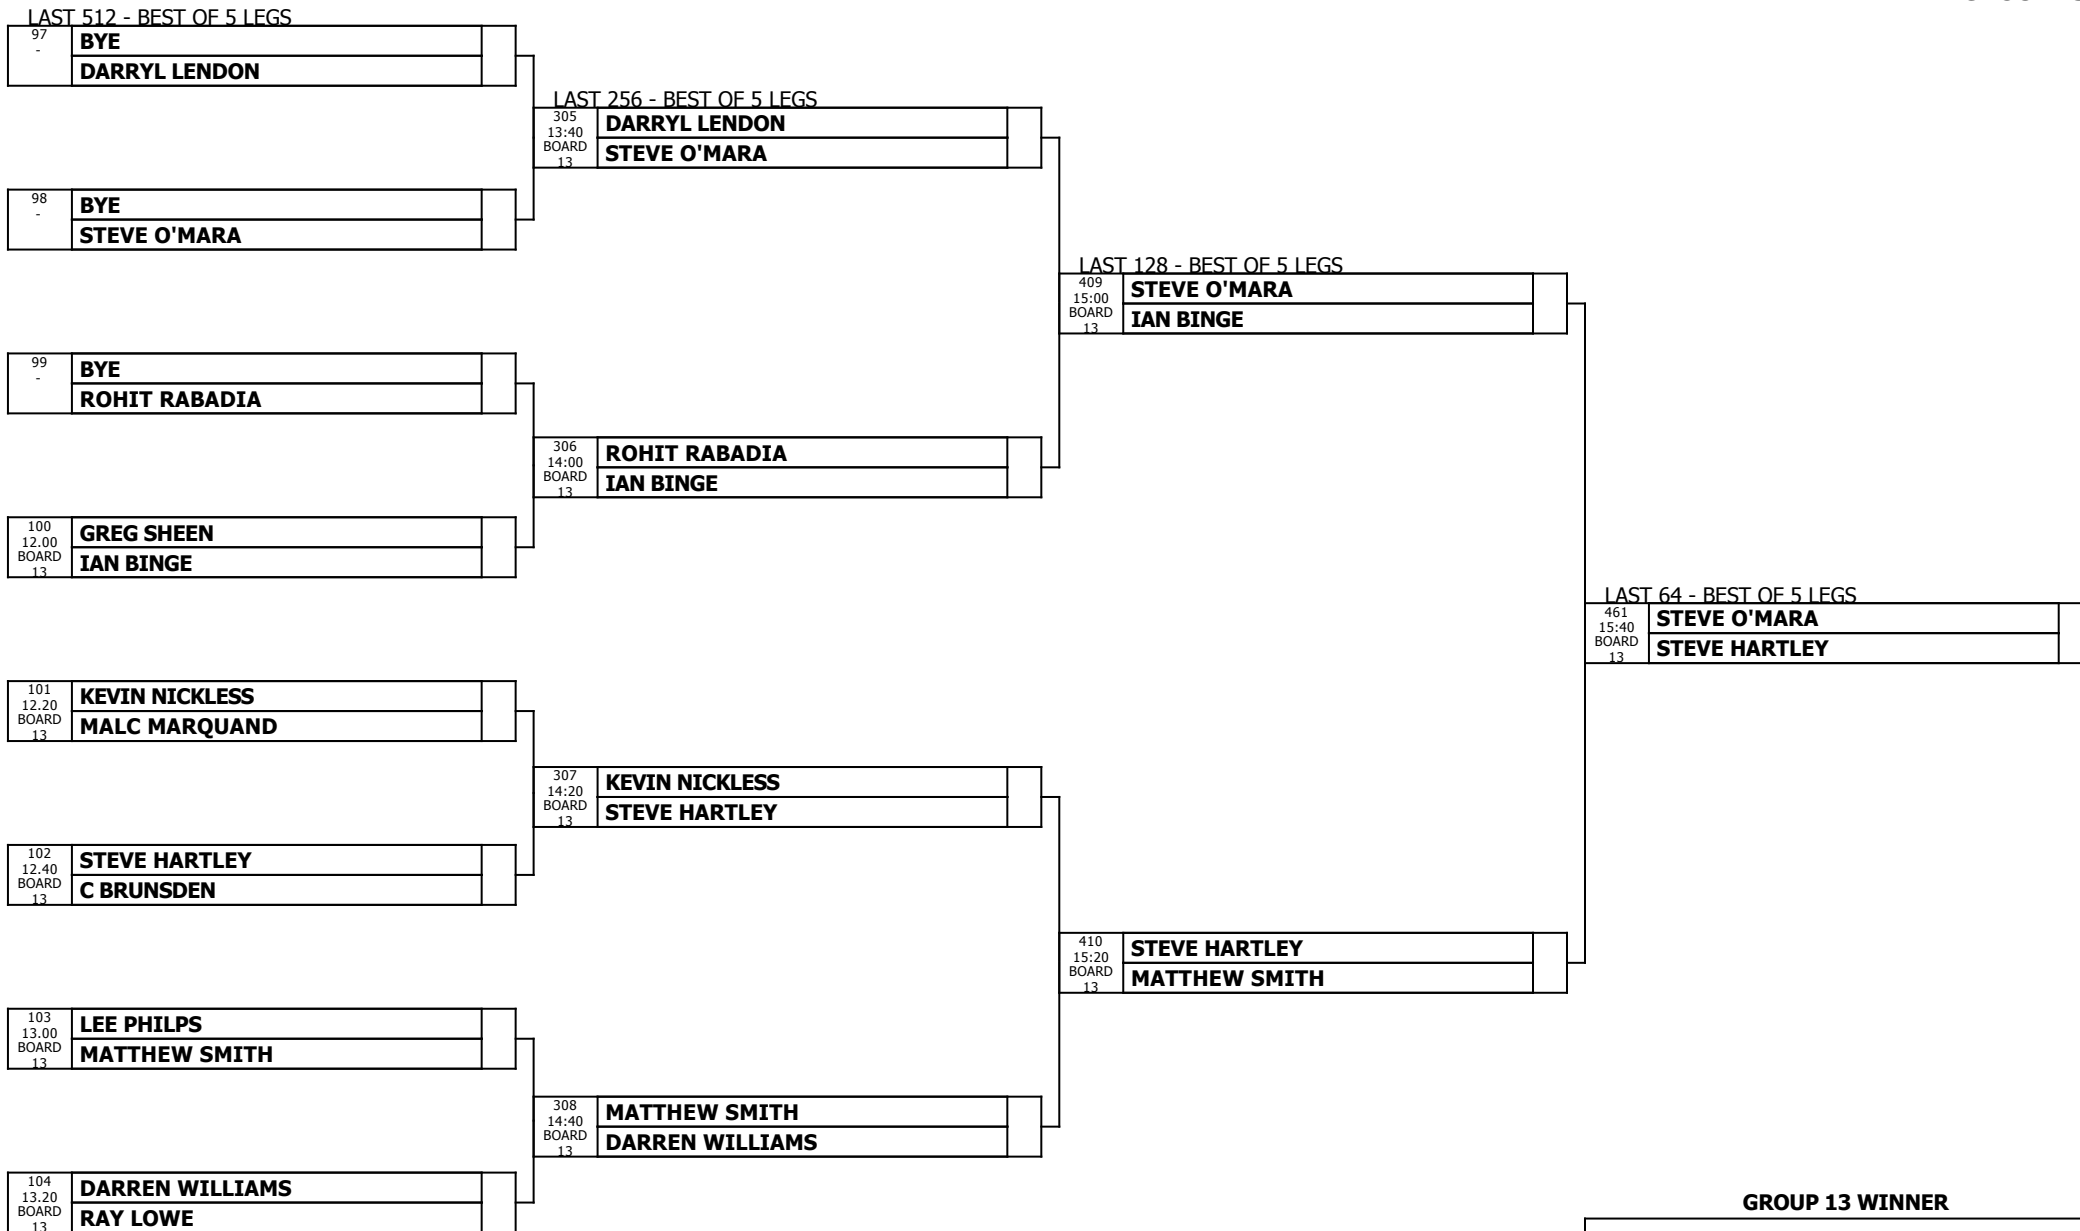 LAST 512 - BEST OF 5 LEGS
97
-
BYE
DARRYL LENDON
98
-
BYE
STEVE O'MARA
99
-
BYE
ROHIT RABADIA
100
12.00
BOARD
13
GREG SHEEN
IAN BINGE
101
12.20
BOARD
13
KEVIN NICKLESS
MALC MARQUAND
102
12.40
BOARD
13
STEVE HARTLEY
C BRUNSDEN
103
13.00
BOARD
13
LEE PHILPS
MATTHEW SMITH
104
13.20
BOARD
13
DARREN WILLIAMS
RAY LOWE
LAST 256 - BEST OF 5 LEGS
305
13:40
BOARD
13
DARRYL LENDON
STEVE O'MARA
306
14:00
BOARD
13
ROHIT RABADIA
IAN BINGE
307
14:20
BOARD
13
KEVIN NICKLESS
STEVE HARTLEY
308
14:40
BOARD
13
MATTHEW SMITH
DARREN WILLIAMS
LAST 128 - BEST OF 5 LEGS
409
15:00
BOARD
13
STEVE O'MARA
IAN BINGE
410
15:20
BOARD
13
STEVE HARTLEY
MATTHEW SMITH
LAST 64 - BEST OF 5 LEGS
461
15:40
BOARD
13
STEVE O'MARA
STEVE HARTLEY
GROUP 13 WINNER